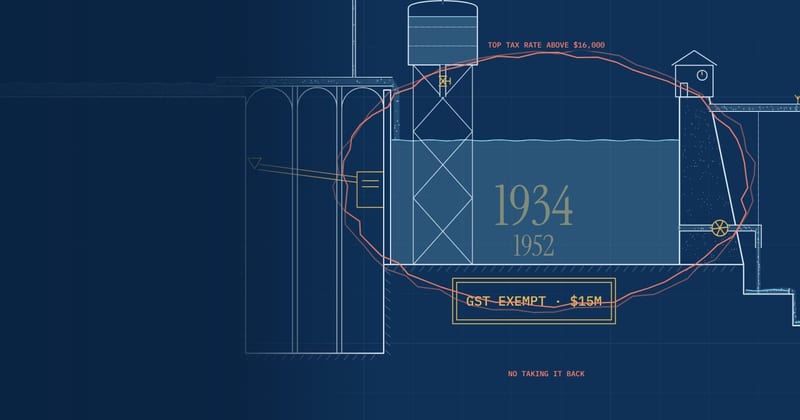 TOP TAX RATE ABOVE $16,000
1934
1952
GST EXEMPT · $15M
NO TAKING IT BACK